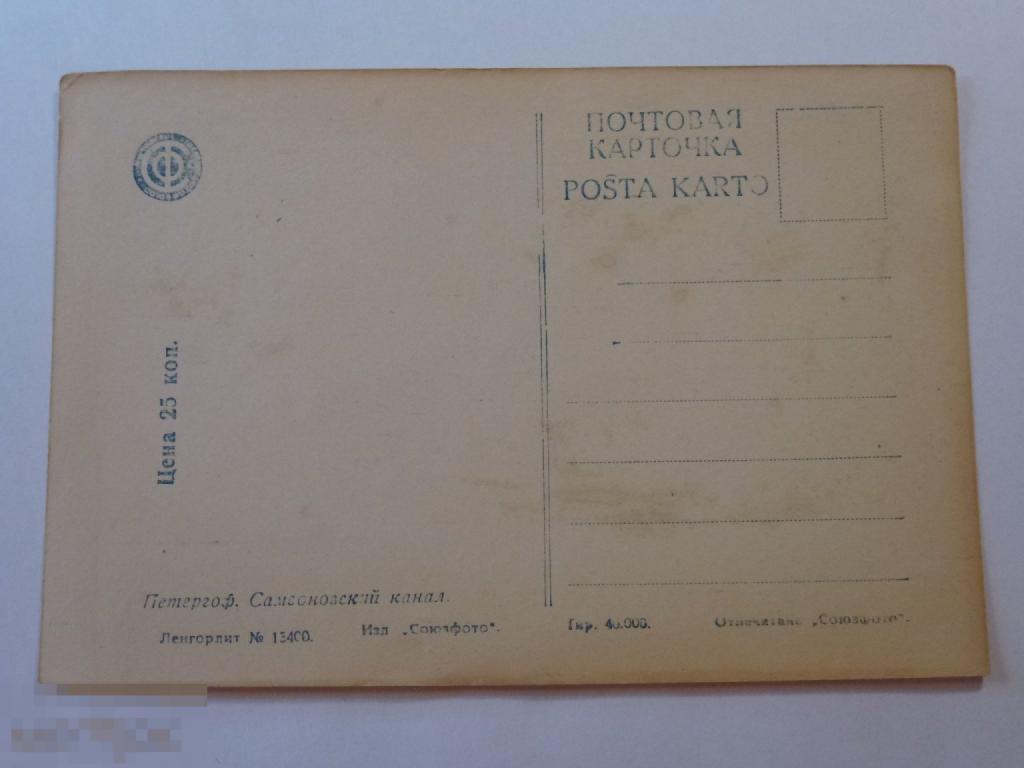 ПОЧТОВАЯ
КАРТОЧКА
POŜTA KARTO
Цена 25 коп.
Петергоф. Самсоновский канал.
Ленгорлит № 13400. Изд „Союзфото“. Тир. 40.000. Отпечатано „Союзфото“.